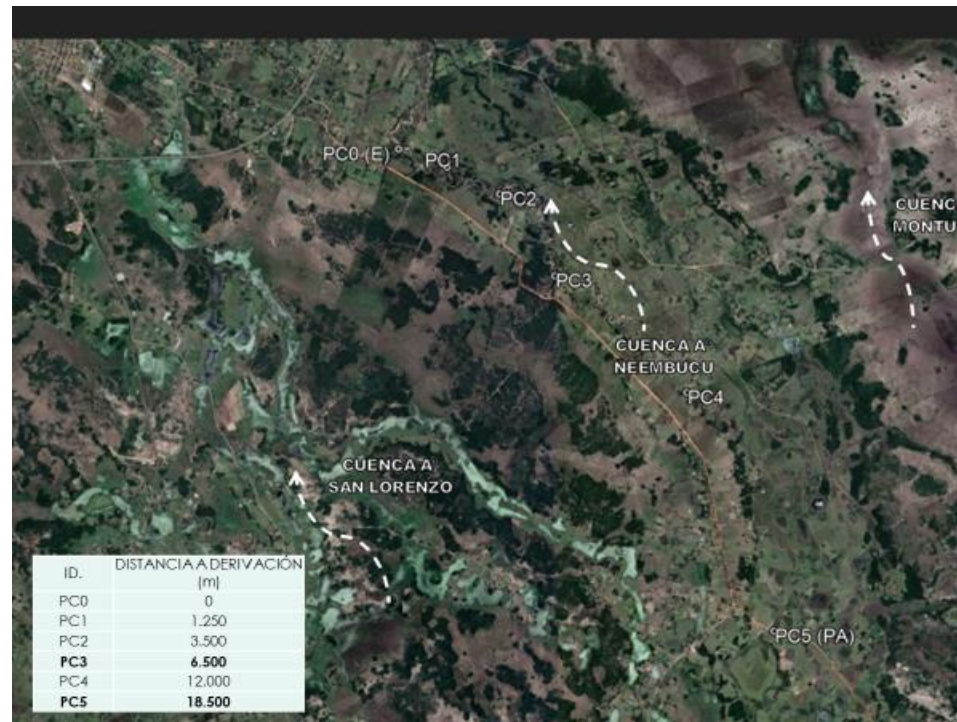 PC0 (E)
PC1
PC2
CUENC
MONTU
PC3
CUENCA A
NEEMBUCU
PC4
CUENCA A
SAN LORENZO
PC5 (PA)
ID. DISTANCIA A DERIVACIÓN (m)
PC0 0
PC1 1.250
PC2 3.500
PC3 6.500
PC4 12.000
PC5 18.500